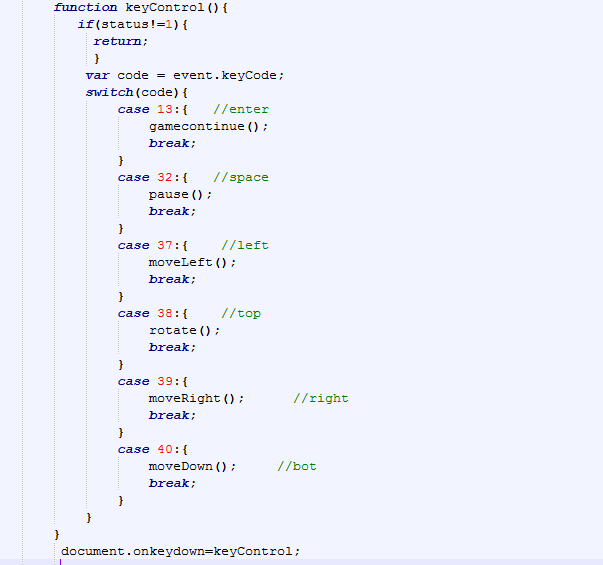 function keyControl(){
if(status!=1){
return;
}
var code = event.keyCode;
switch(code){
case 13:{   //enter
gamecontinue();
break;
}
case 32:{   //space
pause();
break;
}
case 37:{    //left
moveLeft();
break;
}
case 38:{    //top
rotate();
break;
}
case 39:{
moveRight();      //right
break;
}
case 40:{
moveDown();     //bot
break;
}
}
}
document.onkeydown=keyControl;